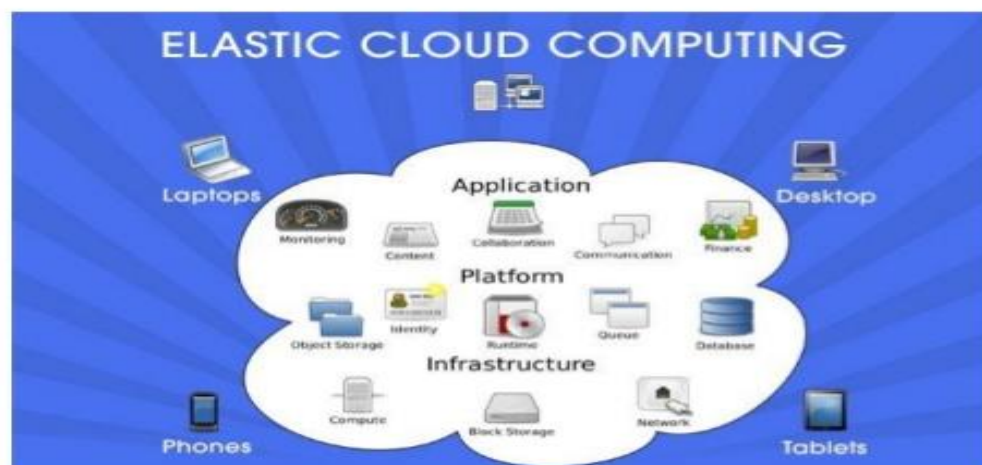 ELASTIC CLOUD COMPUTING
Laptops
Desktop
Application
Monitoring
Content
Collaboration
Communication
Finance
Platform
Object Storage
Identity
Runtime
Queue
Database
Infrastructure
Compute
Block Storage
Network
Phones
Tablets